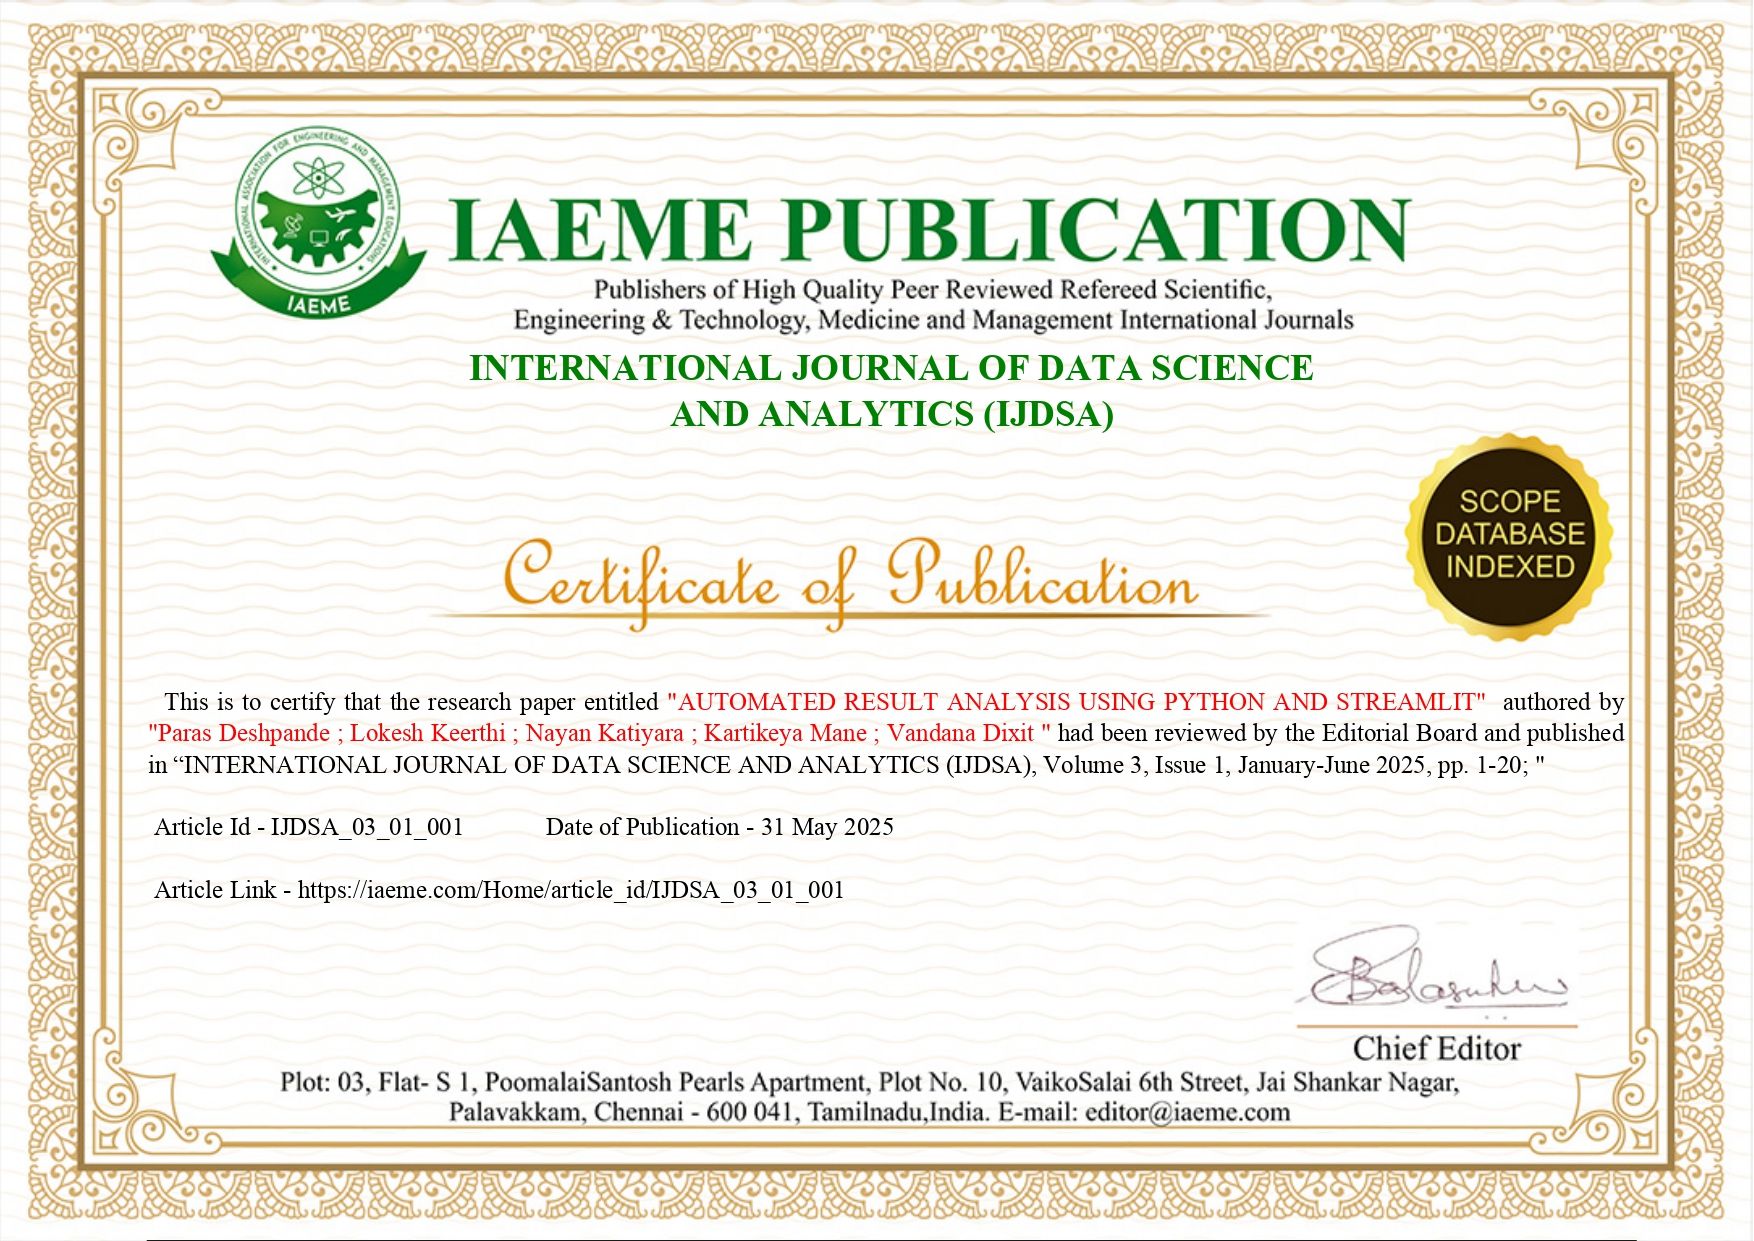 INTERNATIONAL ASSOCIATION FOR ENGINEERING AND MANAGEMENT EDUCATIONS
IAEME
IAEME PUBLICATION
Publishers of High Quality Peer Reviewed Refereed Scientific,
Engineering & Technology, Medicine and Management International Journals
INTERNATIONAL JOURNAL OF DATA SCIENCE
AND ANALYTICS (IJDSA)
SCOPE
DATABASE
INDEXED
Certificate of Publication
This is to certify that the research paper entitled "AUTOMATED RESULT ANALYSIS USING PYTHON AND STREAMLIT" authored by
"Paras Deshpande ; Lokesh Keerthi ; Nayan Katiyara ; Kartikeya Mane ; Vandana Dixit " had been reviewed by the Editorial Board and published
in “INTERNATIONAL JOURNAL OF DATA SCIENCE AND ANALYTICS (IJDSA), Volume 3, Issue 1, January-June 2025, pp. 1-20; "
Article Id - IJDSA_03_01_001 Date of Publication - 31 May 2025
Article Link - https://iaeme.com/Home/article_id/IJDSA_03_01_001
Chief Editor
Plot: 03, Flat- S 1, PoomalaiSantosh Pearls Apartment, Plot No. 10, VaikoSalai 6th Street, Jai Shankar Nagar,
Palavakkam, Chennai - 600 041, Tamilnadu,India. E-mail: editor@iaeme.com